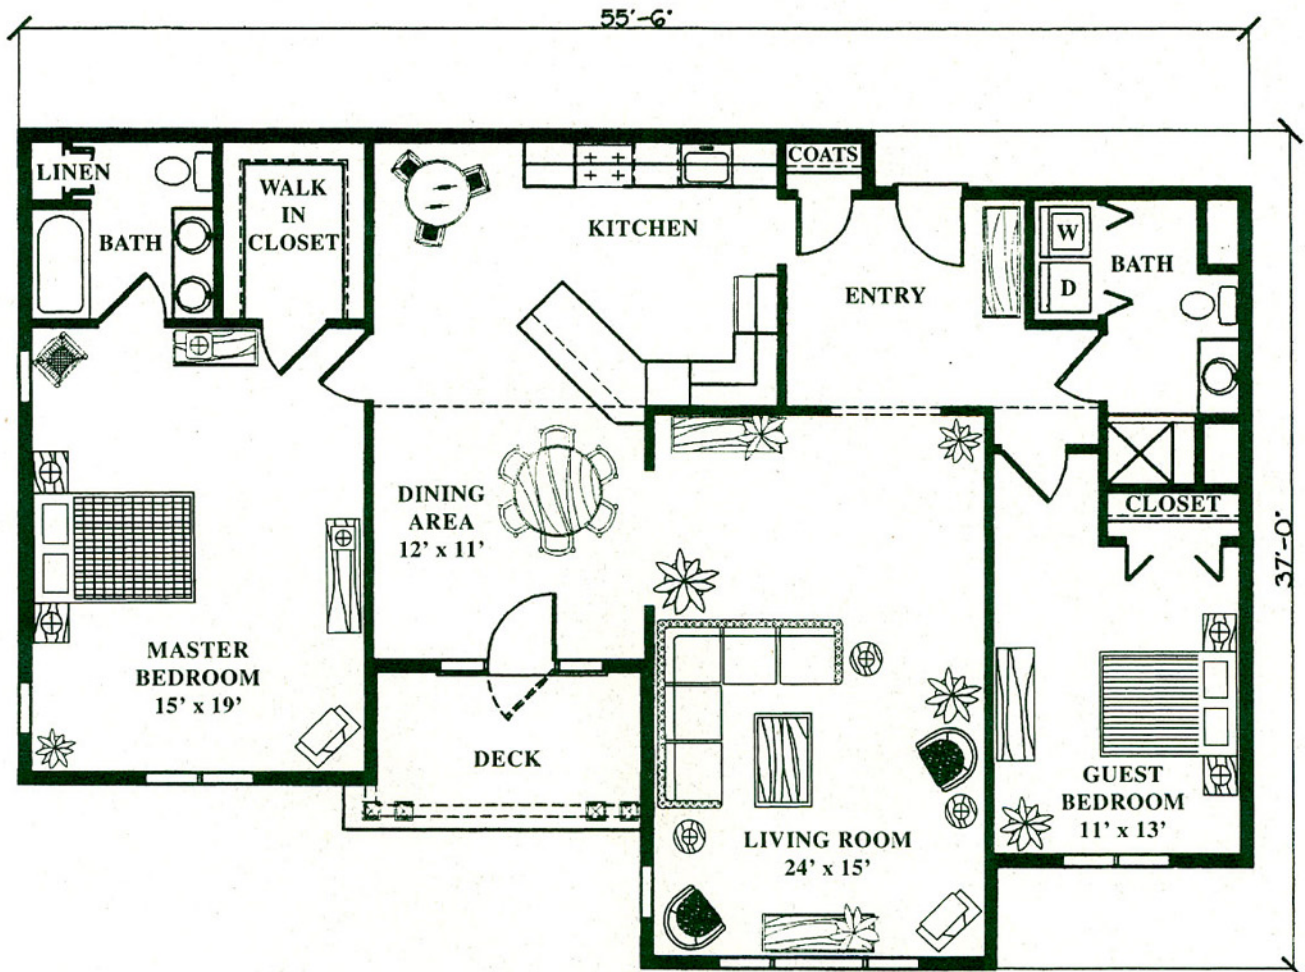 55'-6"
COATS
LINEN
WALK
IN
CLOSET
BATH
KITCHEN
ENTRY
W
D
BATH
DINING
AREA
12' x 11'
CLOSET
37'-0"
MASTER
BEDROOM
15' x 19'
DECK
GUEST
BEDROOM
11' x 13'
LIVING ROOM
24' x 15'